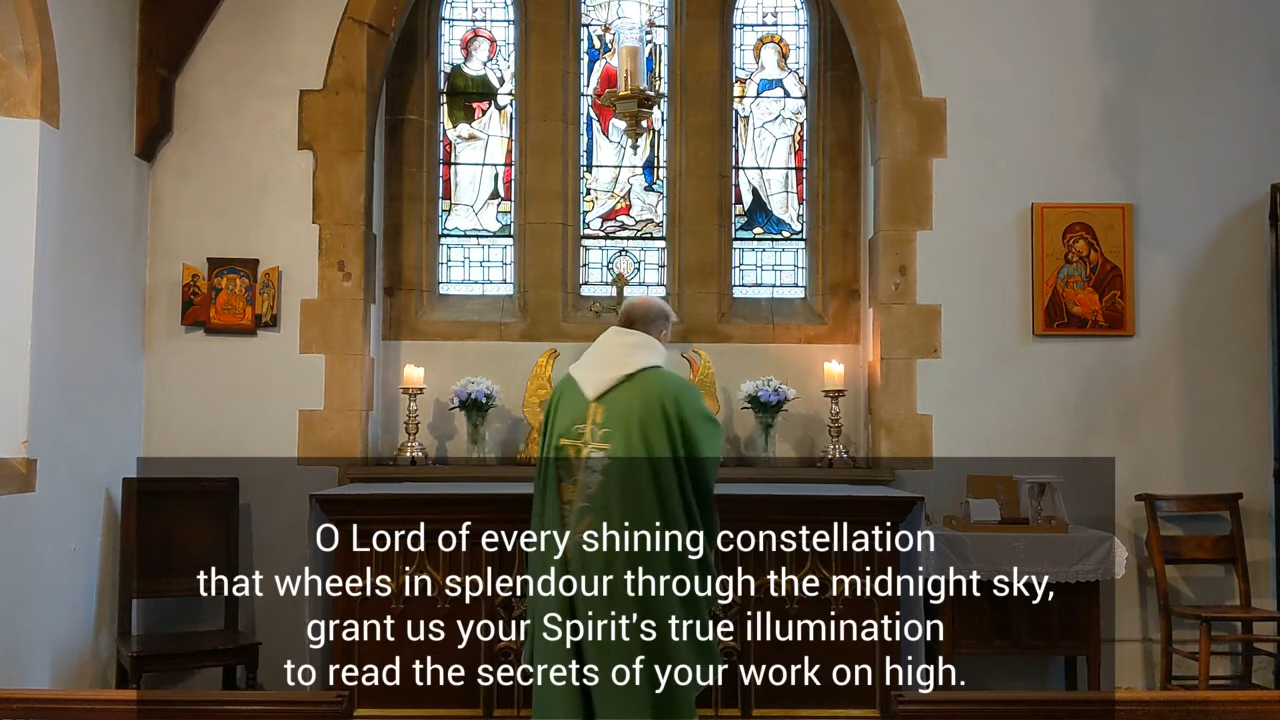 O Lord of every shining constellation
that wheels in splendour through the midnight sky,
grant us your Spirit's true illumination
to read the secrets of your work on high.